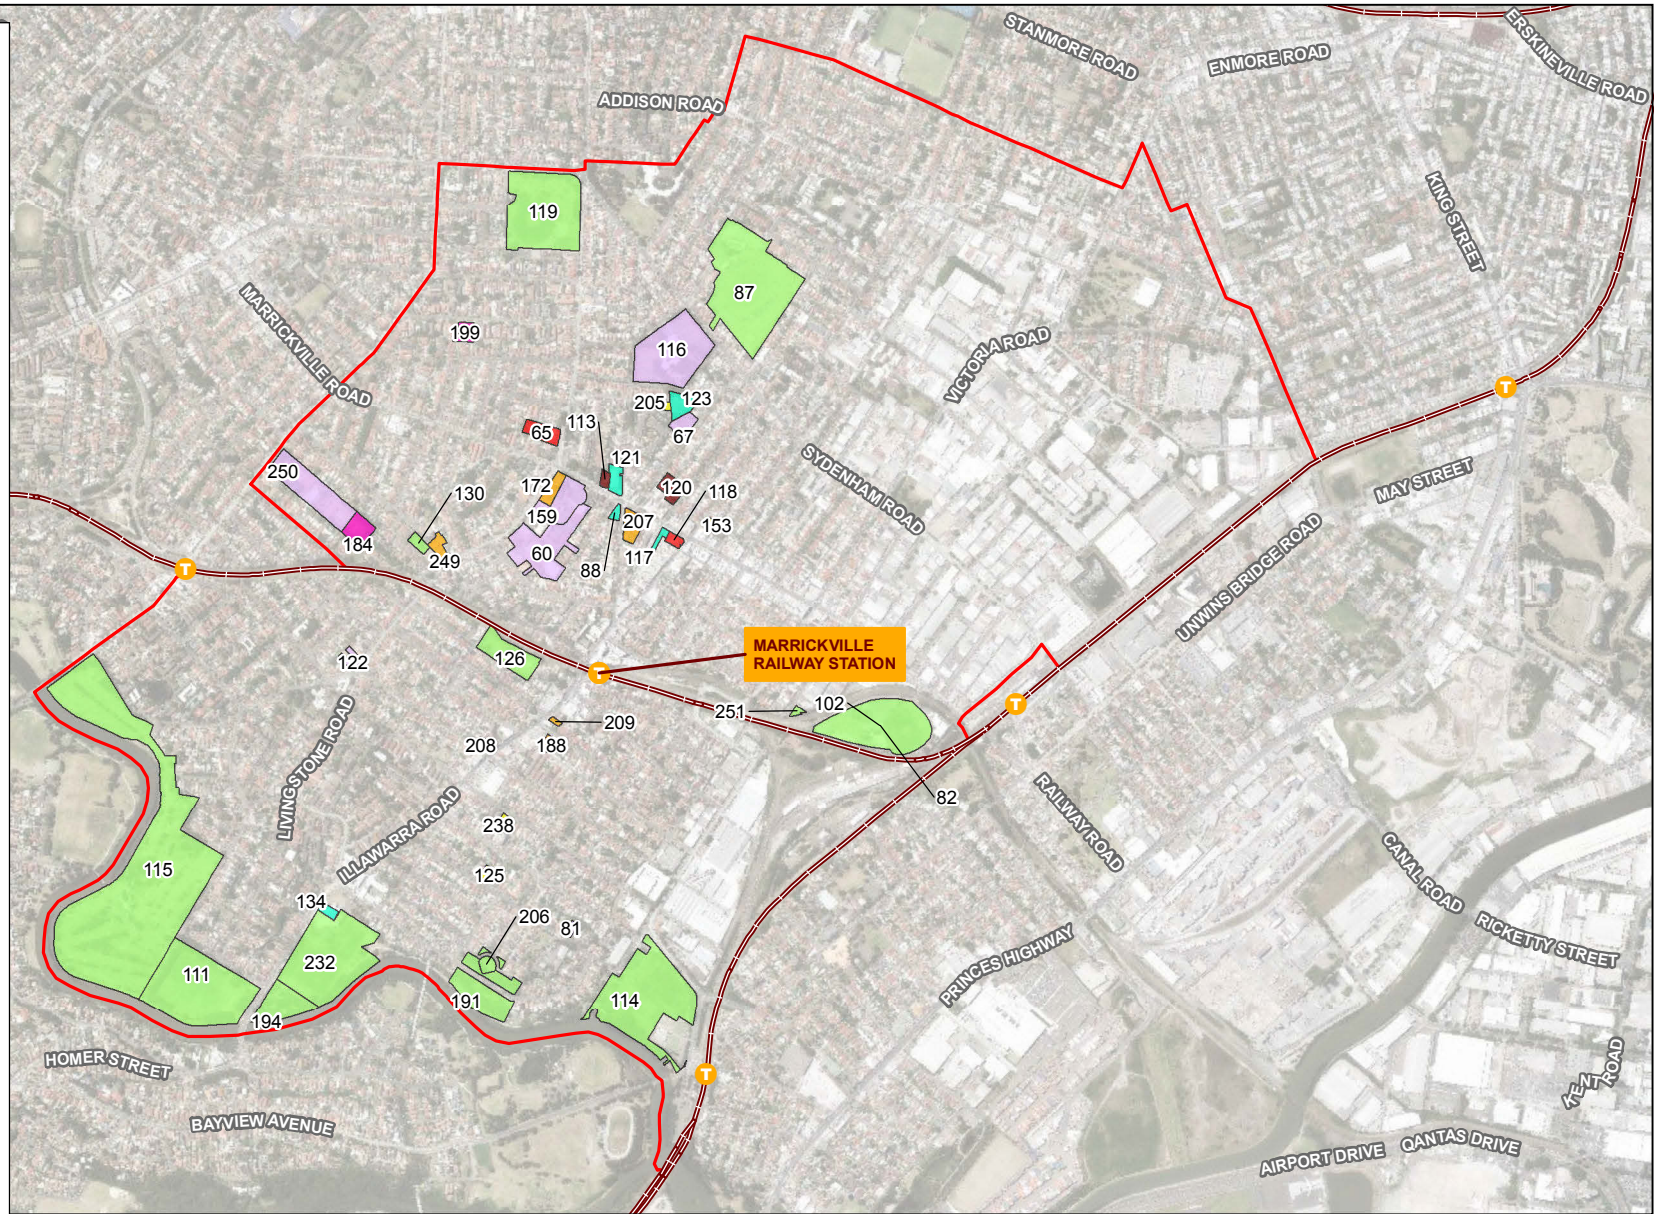 STANMORE ROAD
ENMORE ROAD
ERSKINEVILLE ROAD
ADDISON ROAD
KING STREET
119
87
MARRICKVILLE ROAD
199
116
VICTORIA ROAD
205
123
113
67
65
121
SYDENHAM ROAD
250
130
172
120
118
MAY STREET
159
207
153
184
249
60
88
117
UNWINS BRIDGE ROAD
T
T
MARRICKVILLE
RAILWAY STATION
122
126
T
251
102
T
209
208
188
LIVINGSTONE ROAD
82
ILLAWARRA ROAD
238
RAILWAY ROAD
115
125
CANAL ROAD
134
206
81
RICKETTY STREET
232
111
PRINCES HIGHWAY
191
114
194
HOMER STREET
T
KENT ROAD
BAYVIEW AVENUE
AIRPORT DRIVE
QANTAS DRIVE